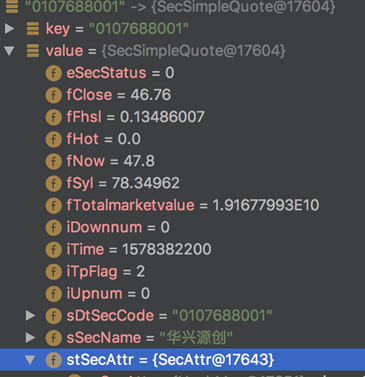 "0107688001" -> {SecSimpleQuote@17604}
key = "0107688001"
value = {SecSimpleQuote@17604}
f eSecStatus = 0
f fClose = 46.76
f fFhsl = 0.13486007
f fHot = 0.0
f fNow = 47.8
f fSyl = 78.34962
f fTotalmarketvalue = 1.91677993E10
f iDownnum = 0
f iTime = 1578382200
f iTpFlag = 2
f iUpnum = 0
f sDtSecCode = "0107688001"
f sSecName = "华兴源创"
f stSecAttr = {SecAttr@17643}